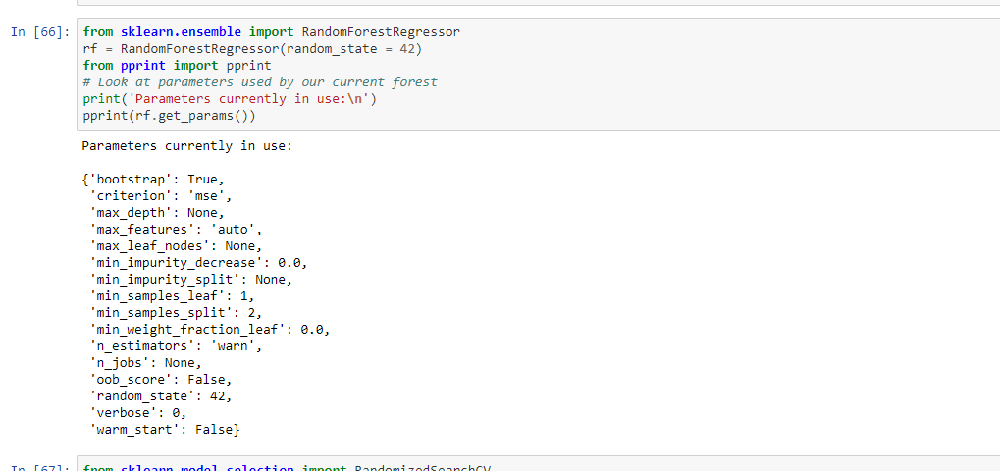 In [66]: from sklearn.ensemble import RandomForestRegressor
rf = RandomForestRegressor(random_state = 42)
from pprint import pprint
# Look at parameters used by our current forest
print('Parameters currently in use:\n')
pprint(rf.get_params())
Parameters currently in use:
{'bootstrap': True,
'criterion': 'mse',
'max_depth': None,
'max_features': 'auto',
'max_leaf_nodes': None,
'min_impurity_decrease': 0.0,
'min_impurity_split': None,
'min_samples_leaf': 1,
'min_samples_split': 2,
'min_weight_fraction_leaf': 0.0,
'n_estimators': 'warn',
'n_jobs': None,
'oob_score': False,
'random_state': 42,
'verbose': 0,
'warm_start': False}
In [67]: from sklearn.model_selection import RandomizedSearchCV